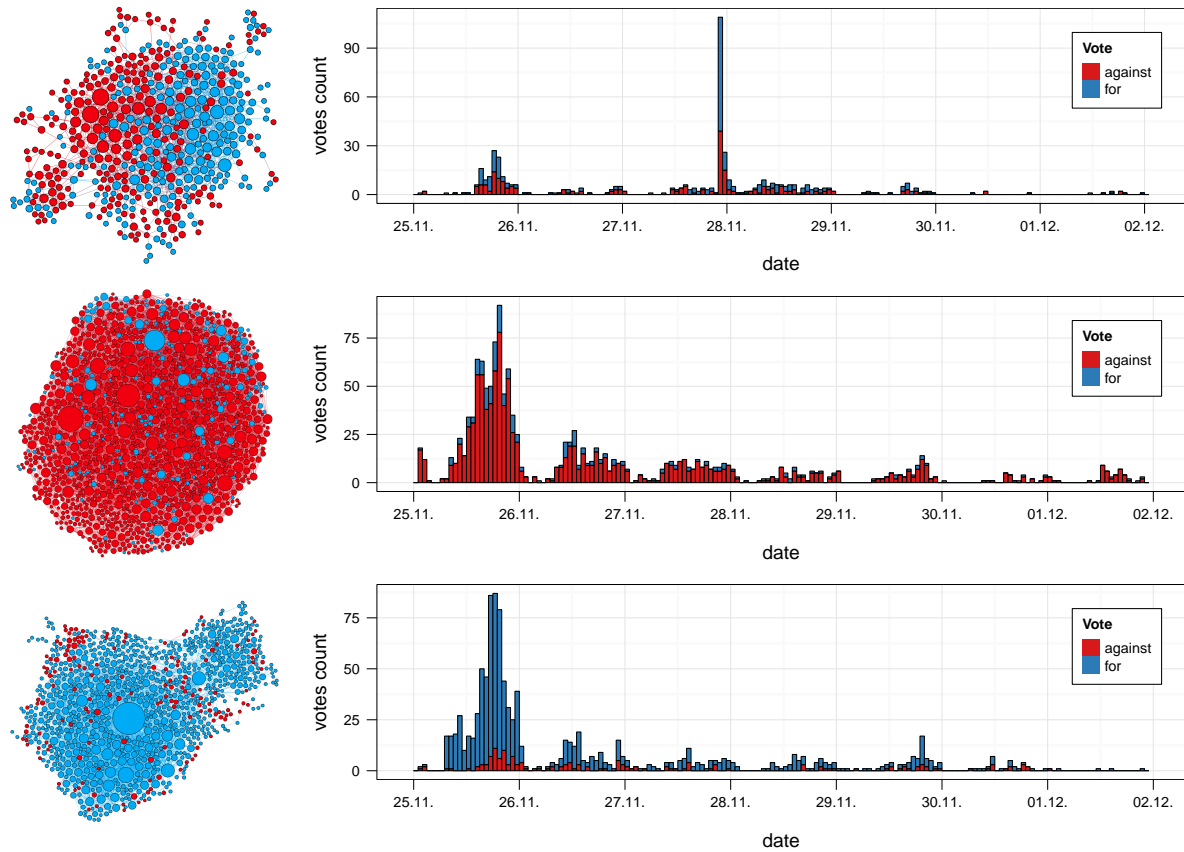 votes count
90
60
30
0
Vote
against
for
25.11. 26.11. 27.11. 28.11. 29.11. 30.11. 01.12. 02.12.
date
votes count
75
50
25
0
Vote
against
for
25.11. 26.11. 27.11. 28.11. 29.11. 30.11. 01.12. 02.12.
date
votes count
75
50
25
0
Vote
against
for
25.11. 26.11. 27.11. 28.11. 29.11. 30.11. 01.12. 02.12.
date